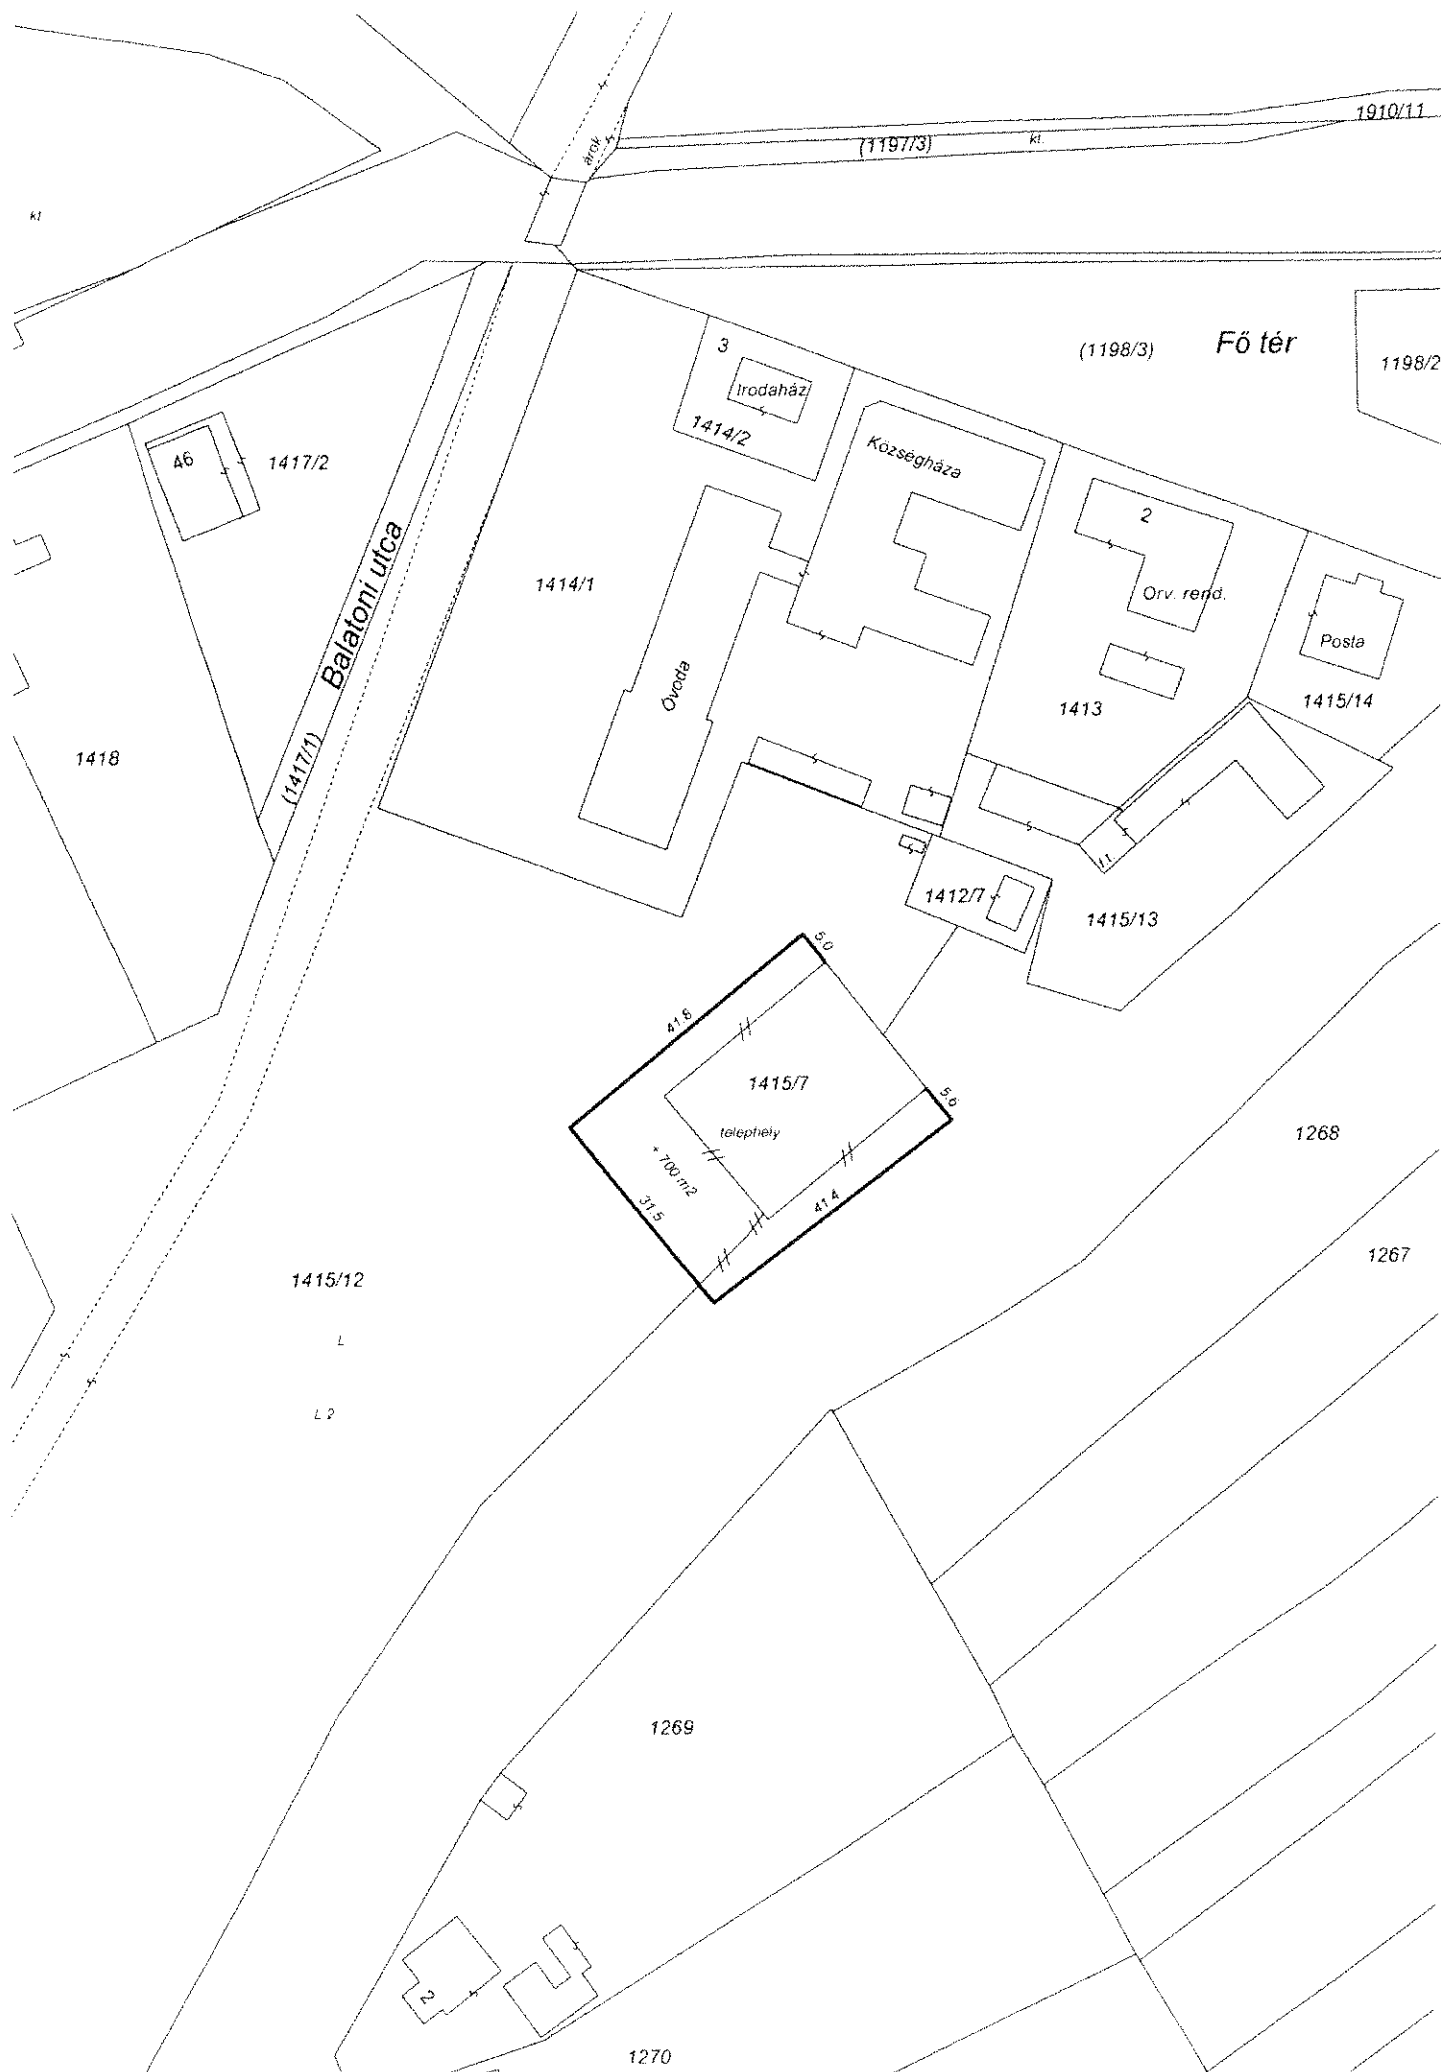 1910/11
(1197/3)
kt.
árok
kt
Fő tér
(1198/3)
1198/2
3
Irodaház
1414/2
Községháza
46
1417/2
2
Orv. rend.
Balatoni utca
1414/1
Posta
Óvoda
1413
1415/14
(1417/1)
1418
f.t.
1412/7
1415/13
5.0
41.8
1415/7
5.6
telephely
+ 700 m2
31.5
41.4
1268
1267
1415/12
L
L 2
1269
2
1270